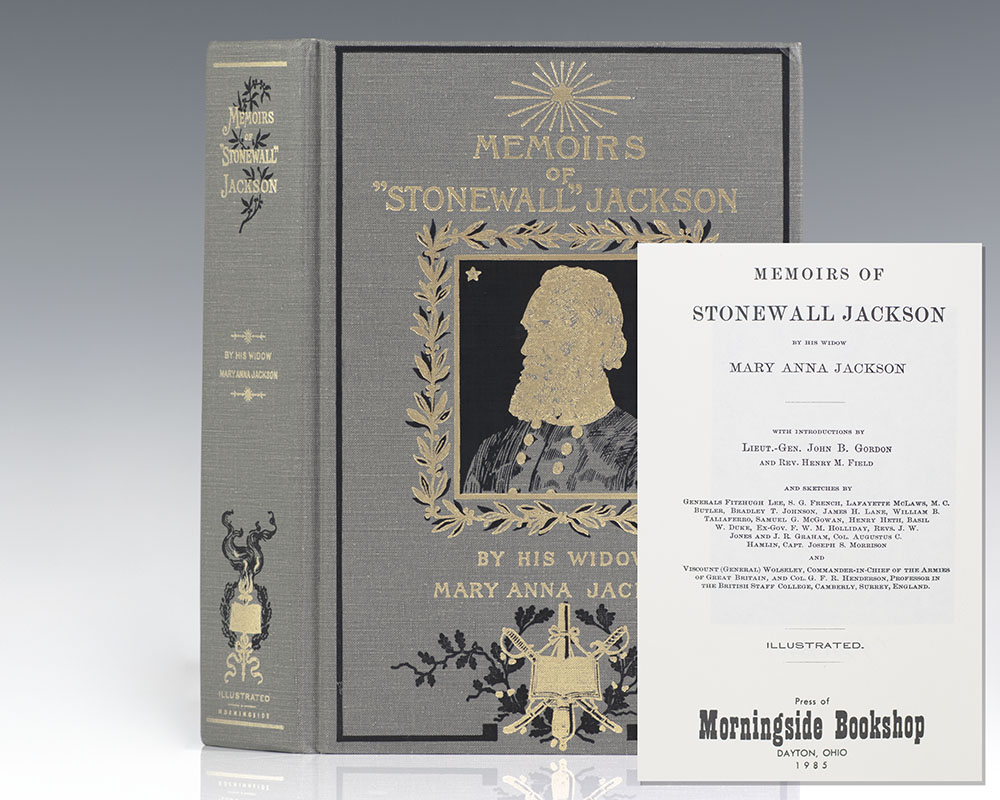 MEMOIRS
OF
"STONEWALL"
JACKSON
BY HIS WIDOW
MARY ANNA JACKSON
ILLUSTRATED
MORNINGSIDE
MEMOIRS
OF
"STONEWALL" JACKSON
BY HIS WIDOW
MARY ANNA JAC
MEMOIRS OF
STONEWALL JACKSON
BY HIS WIDOW
MARY ANNA JACKSON
WITH INTRODUCTIONS BY
LIEUT.-GEN. JOHN B. GORDON
AND REV. HENRY M. FIELD
AND SKETCHES BY
GENERALS FITZHUGH LEE, S. G. FRENCH, LAFAYETTE MCLAWS, M. C.
BUTLER, BRADLEY T. JOHNSON, JAMES H. LANE, WILLIAM B.
TALIAFERRO, SAMUEL G. MCGOWAN, HENRY HETH, BASIL
W. DUKE, EX-GOV. F. W. M. HOLLIDAY, REVS. J. W.
JONES AND J. R. GRAHAM, COL. AUGUSTUS C.
HAMLIN, CAPT. JOSEPH S. MORRISON
AND
VISCOUNT (GENERAL) WOLSELEY, COMMANDER-IN-CHIEF OF THE ARMIES
OF GREAT BRITAIN, AND COL. G. F. R. HENDERSON, PROFESSOR IN
THE BRITISH STAFF COLLEGE, CAMBERLY, SURREY, ENGLAND.
ILLUSTRATED.
Press of
Morningside Bookshop
DAYTON, OHIO
1985